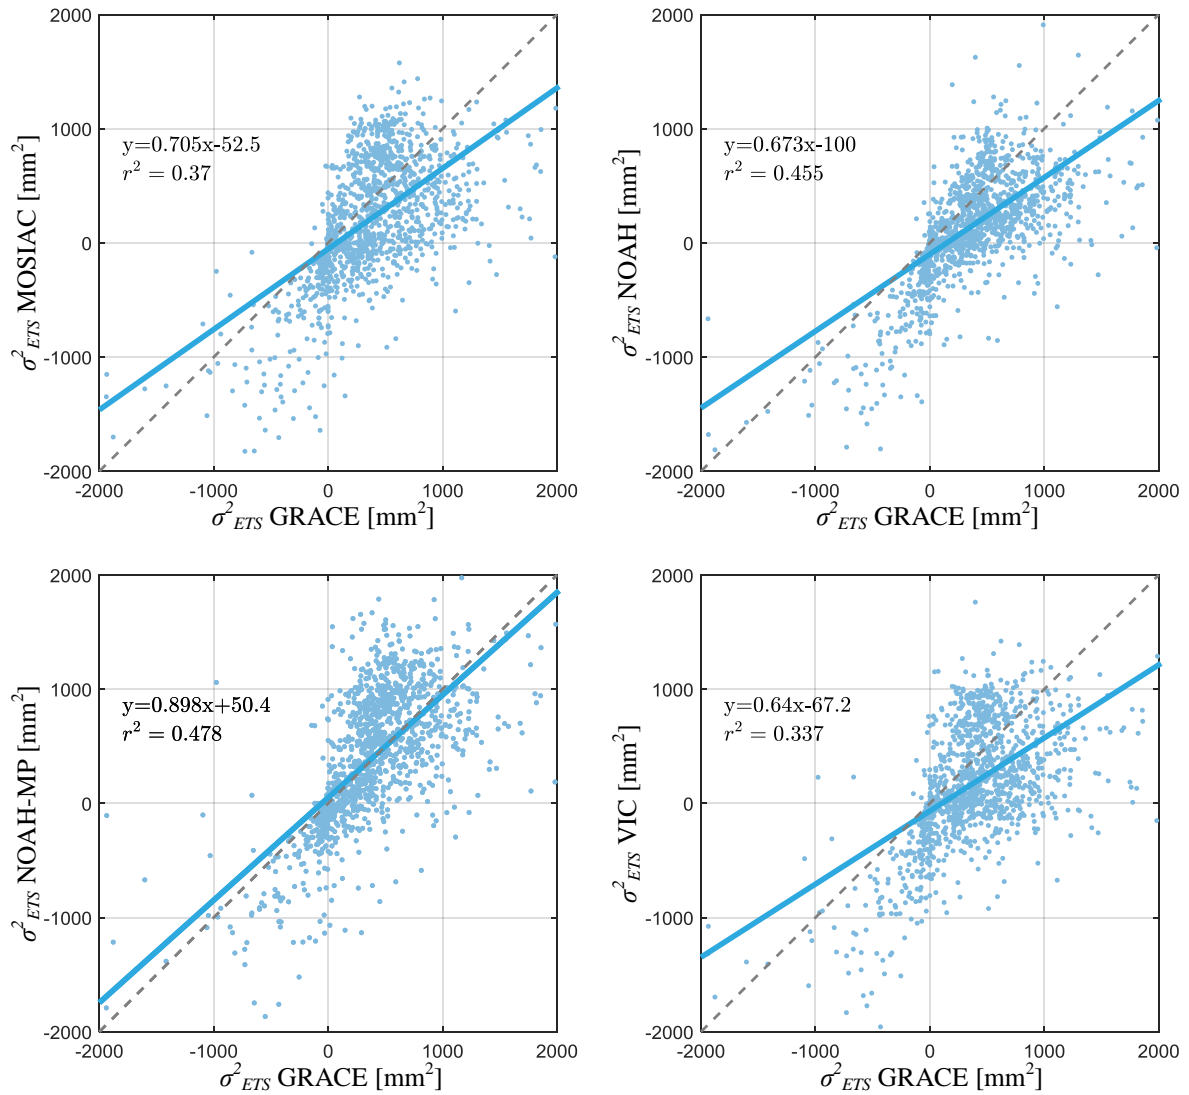 2000
1000
0
-1000
-2000
σ²ETS MOSIAC [mm²]
y=0.705x-52.5
r² = 0.37
-2000 -1000 0 1000 2000
σ²ETS GRACE [mm²]
2000
1000
0
-1000
-2000
σ²ETS NOAH [mm²]
y=0.673x-100
r² = 0.455
-2000 -1000 0 1000 2000
σ²ETS GRACE [mm²]
2000
1000
0
-1000
-2000
σ²ETS NOAH-MP [mm²]
y=0.898x+50.4
r² = 0.478
-2000 -1000 0 1000 2000
σ²ETS GRACE [mm²]
2000
1000
0
-1000
-2000
σ²ETS VIC [mm²]
y=0.64x-67.2
r² = 0.337
-2000 -1000 0 1000 2000
σ²ETS GRACE [mm²]